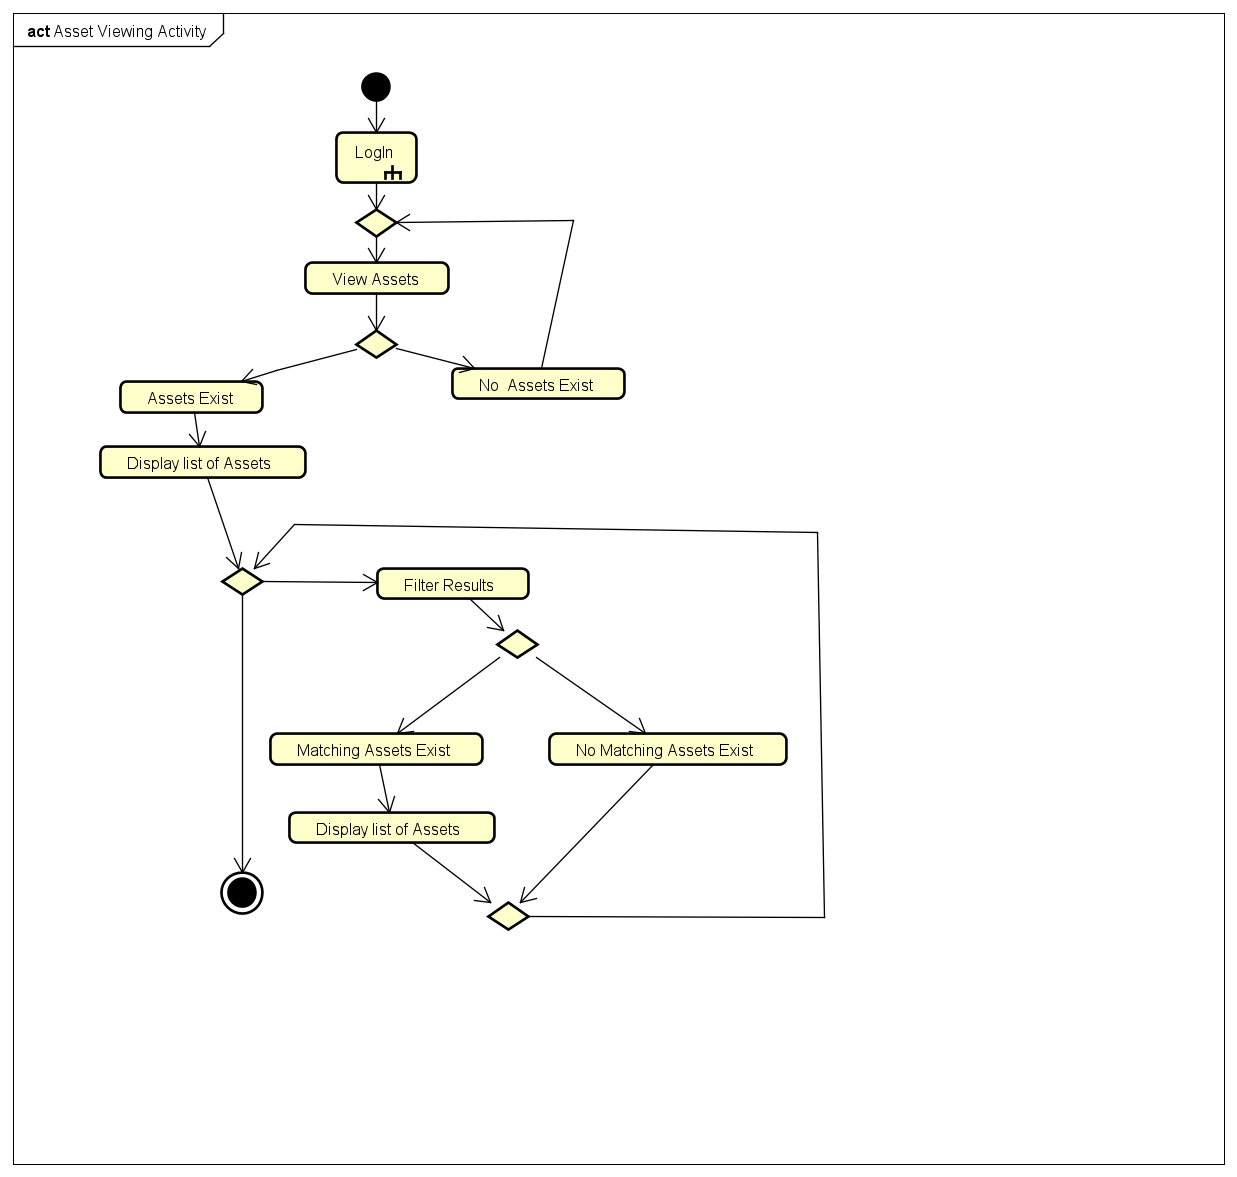 act Asset Viewing Activity
LogIn
View Assets
No  Assets Exist
Assets Exist
Display list of Assets
Filter Results
Matching Assets Exist
No Matching Assets Exist
Display list of Assets